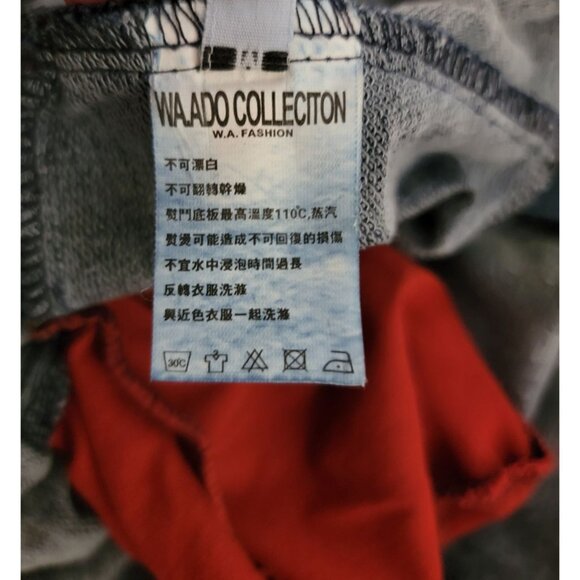 WA.ADO COLLECITON
W.A. FASHION
不可漂白
不可翻轉幹燥
熨鬥底板最高溫度110℃,蒸汽
熨燙可能造成不可回復的損傷
不宜水中浸泡時間過長
反轉衣服洗滌
與近色衣服一起洗滌
30℃ 3